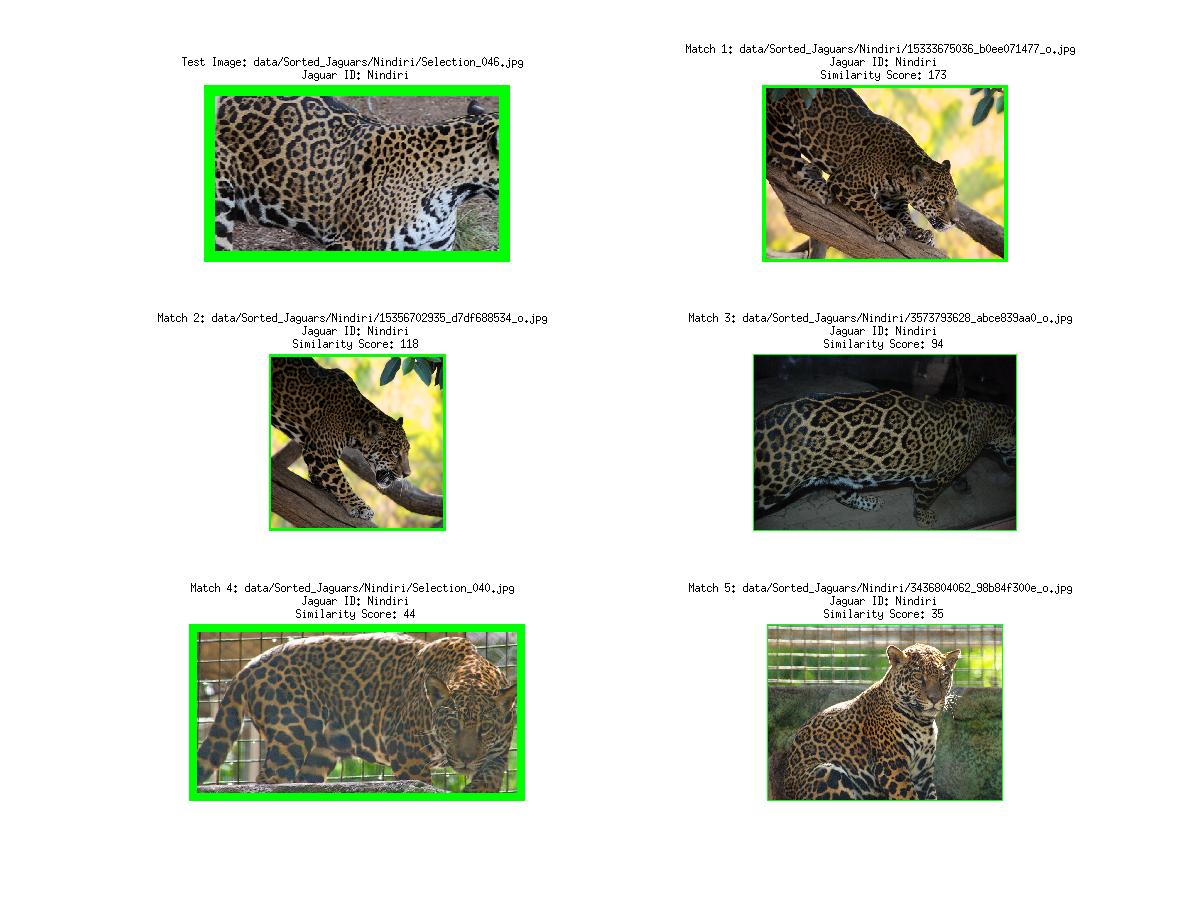 Test Image: data/Sorted_Jaguars/Nindiri/Selection_046.jpg
Jaguar ID: Nindiri
Match 1: data/Sorted_Jaguars/Nindiri/15333675036_b0ee071477_o.jpg
Jaguar ID: Nindiri
Similarity Score: 173
Match 2: data/Sorted_Jaguars/Nindiri/15356702935_d7df688534_o.jpg
Jaguar ID: Nindiri
Similarity Score: 118
Match 3: data/Sorted_Jaguars/Nindiri/3573793628_abce839aa0_o.jpg
Jaguar ID: Nindiri
Similarity Score: 94
Match 4: data/Sorted_Jaguars/Nindiri/Selection_040.jpg
Jaguar ID: Nindiri
Similarity Score: 44
Match 5: data/Sorted_Jaguars/Nindiri/3436804062_98b84f300e_o.jpg
Jaguar ID: Nindiri
Similarity Score: 35